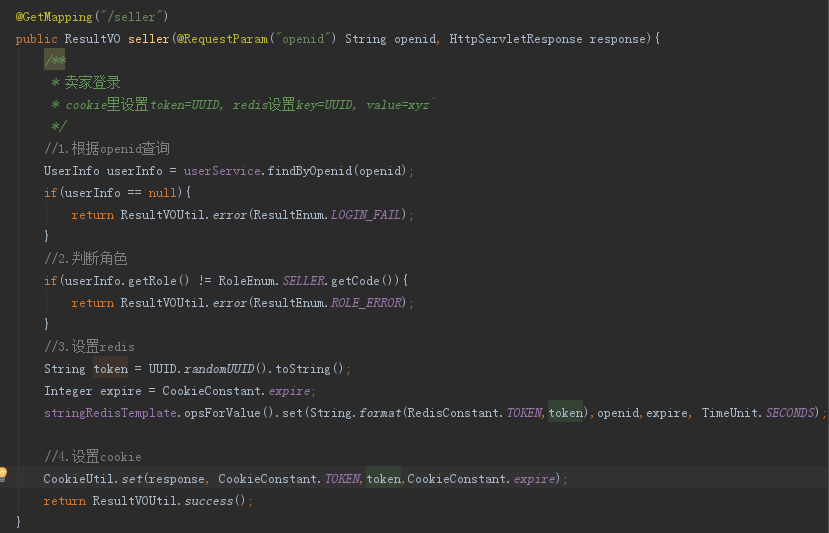 @GetMapping("/seller")
public ResultVO seller(@RequestParam("openid") String openid, HttpServletResponse response){
/**
* 卖家登录
* cookie里设置token=UUID, redis设置key=UUID, value=xyz`
*/
//1.根据openid查询
UserInfo userInfo = userService.findByOpenid(openid);
if(userInfo == null){
return ResultVOUtil.error(ResultEnum.LOGIN_FAIL);
}
//2.判断角色
if(userInfo.getRole() != RoleEnum.SELLER.getCode()){
return ResultVOUtil.error(ResultEnum.ROLE_ERROR);
}
//3.设置redis
String token = UUID.randomUUID().toString();
Integer expire = CookieConstant.expire;
stringRedisTemplate.opsForValue().set(String.format(RedisConstant.TOKEN,token),openid,expire, TimeUnit.SECONDS);
//4.设置cookie
CookieUtil.set(response, CookieConstant.TOKEN,token,CookieConstant.expire);
return ResultVOUtil.success();
}